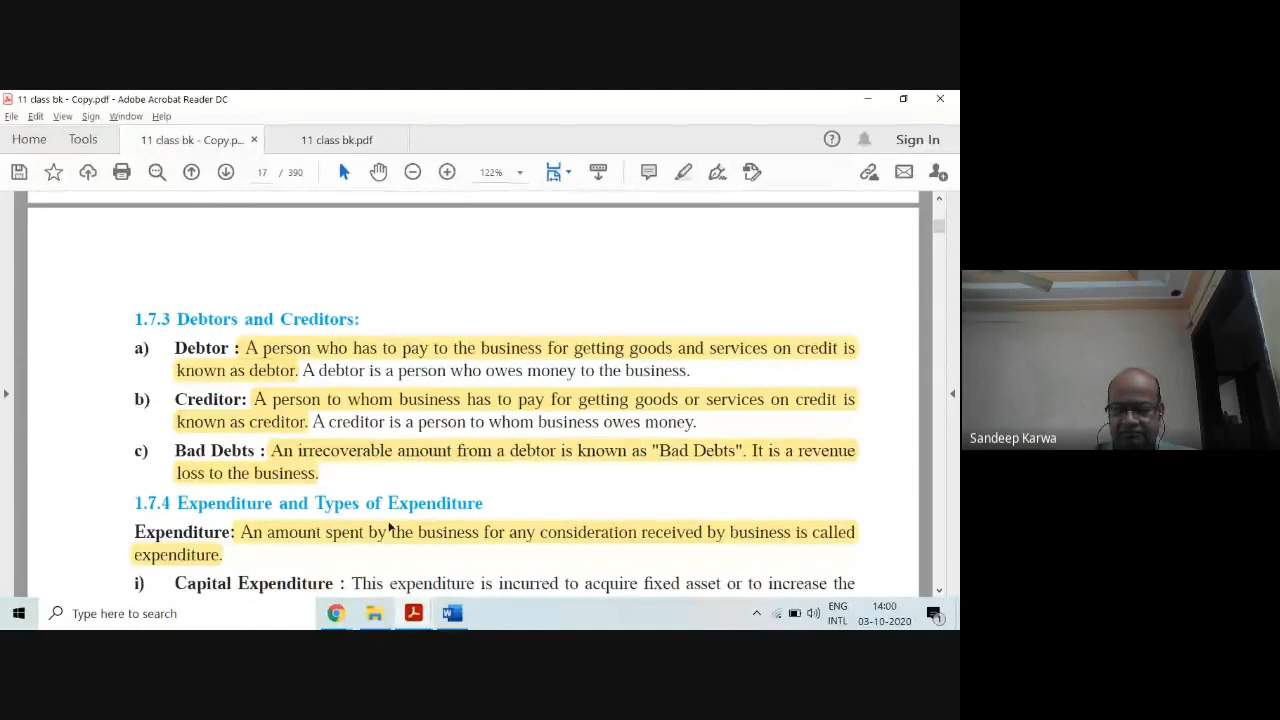 11 class bk - Copy.pdf - Adobe Acrobat Reader DC
File Edit View Sign Window Help
Home Tools 11 class bk - Copy.p... × 11 class bk.pdf Sign In
17 / 390 122%
1.7.3 Debtors and Creditors:
a) Debtor : A person who has to pay to the business for getting goods and services on credit is
known as debtor. A debtor is a person who owes money to the business.
b) Creditor: A person to whom business has to pay for getting goods or services on credit is
known as creditor. A creditor is a person to whom business owes money.
c) Bad Debts : An irrecoverable amount from a debtor is known as "Bad Debts". It is a revenue
loss to the business.
1.7.4 Expenditure and Types of Expenditure
Expenditure: An amount spent by the business for any consideration received by business is called
expenditure.
i) Capital Expenditure : This expenditure is incurred to acquire fixed asset or to increase the
Type here to search
ENG 14:00
INTL 03-10-2020
Sandeep Karwa